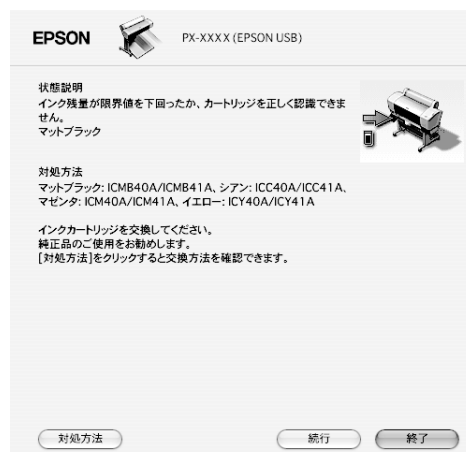 EPSON PX-XXXX (EPSON USB)
状態説明
インク残量が限界値を下回ったか、カートリッジを正しく認識できま
せん。
マットブラック
対処方法
マットブラック: ICMB40A/ICMB41A、シアン: ICC40A/ICC41A、
マゼンタ: ICM40A/ICM41A、イエロー: ICY40A/ICY41A
インクカートリッジを交換してください。
純正品のご使用をお勧めします。
[対処方法]をクリックすると交換方法を確認できます。
対処方法 続行 終了